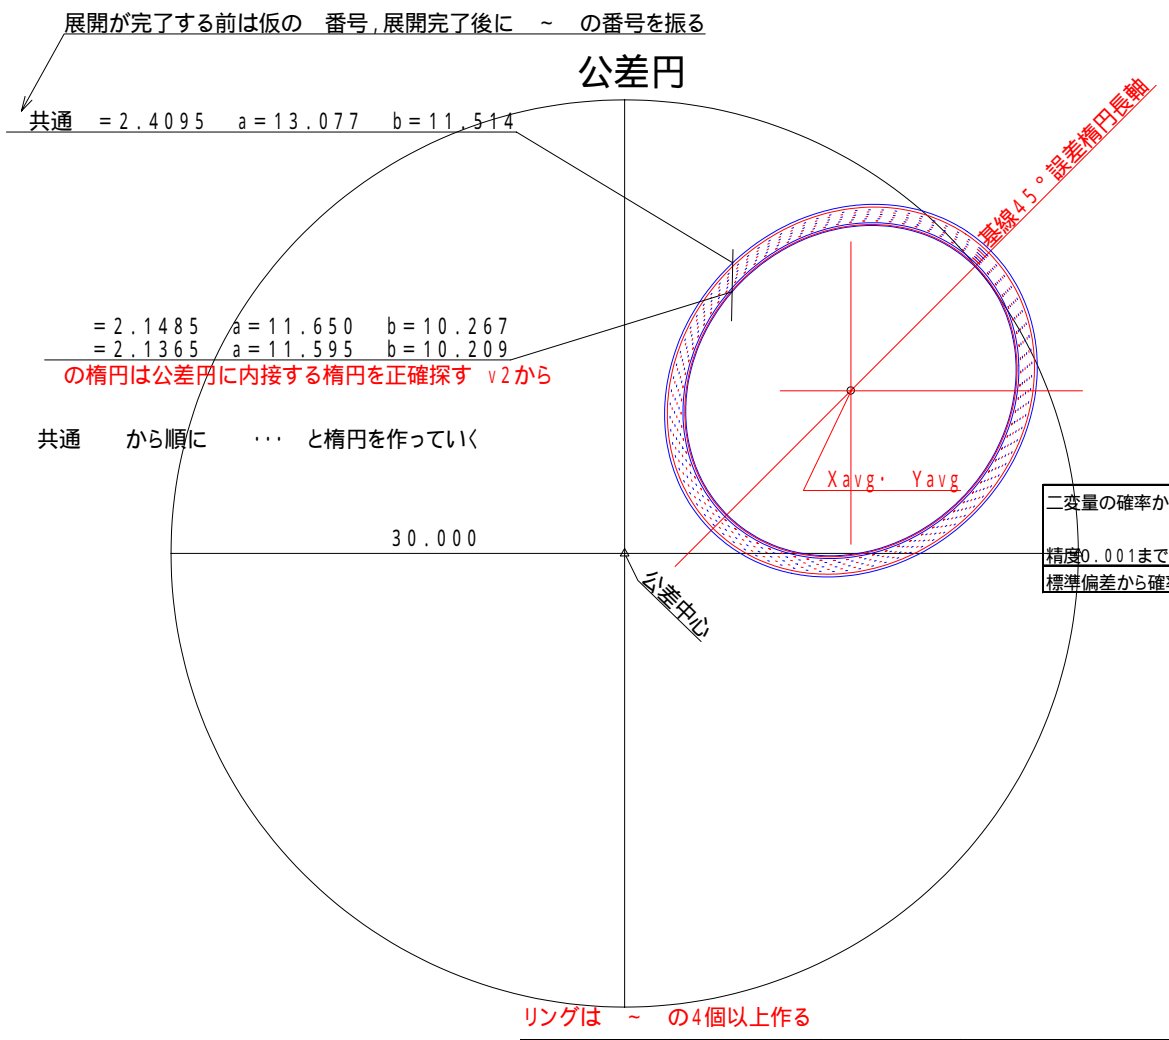 展開が完了する前は仮の　番号,展開完了後に　~　の番号を振る
公差円
共通　=2.4095　a=13.077　b=11.514
基線45°誤差楕円長軸
=2.1485　a=11.650　b=10.267
=2.1365　a=11.595　b=10.209
の楕円は公差円に内接する楕円を正確探す v2から
共通　から順に　…　と楕円を作っていく
Xavg・ Yavg
二変量の確率か
30.000
精度0.001まで
標準偏差から確率
公差中心
リングは　~　の4個以上作る